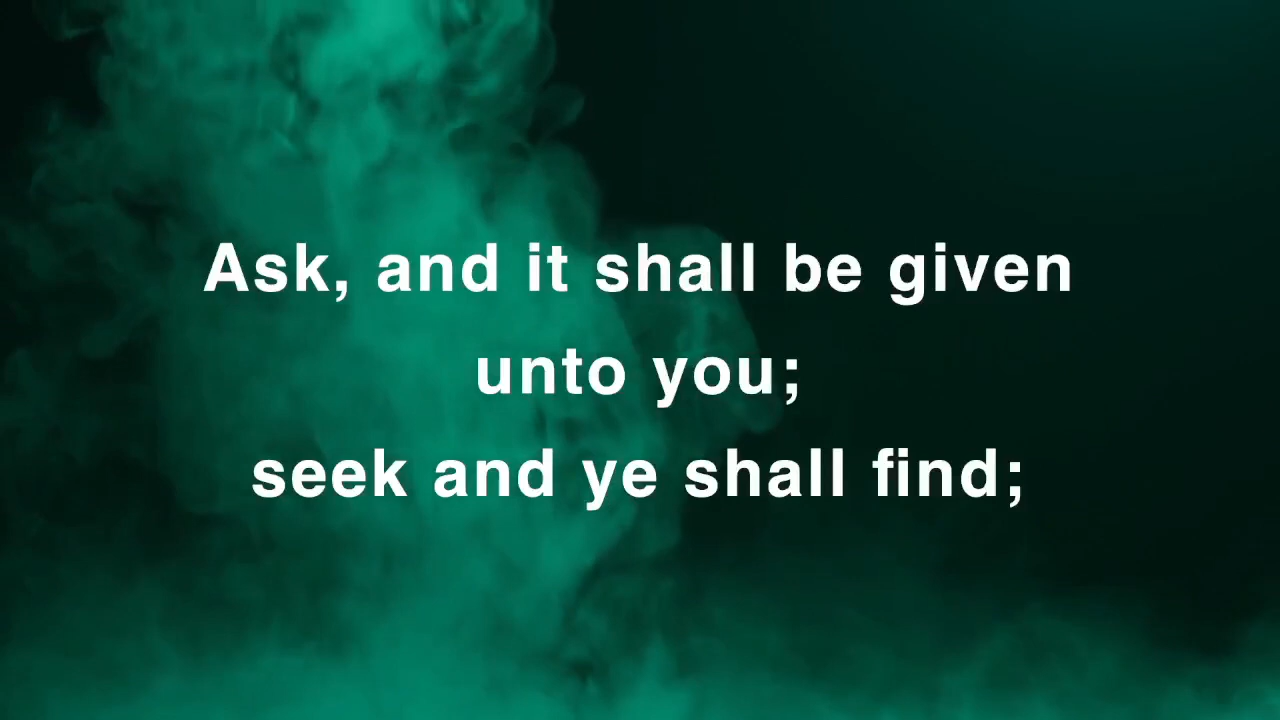 Ask, and it shall be given
unto you;
seek and ye shall find;